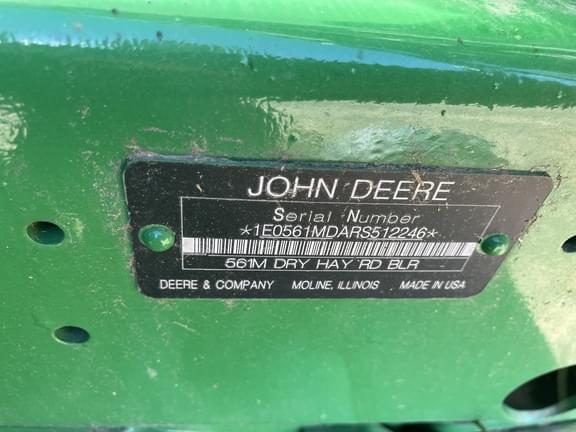 JOHN DEERE
Serial Number
*1E0561MDARS512246*
561M DRY HAY RD BLR
DEERE & COMPANY MOLINE, ILLINOIS MADE IN USA